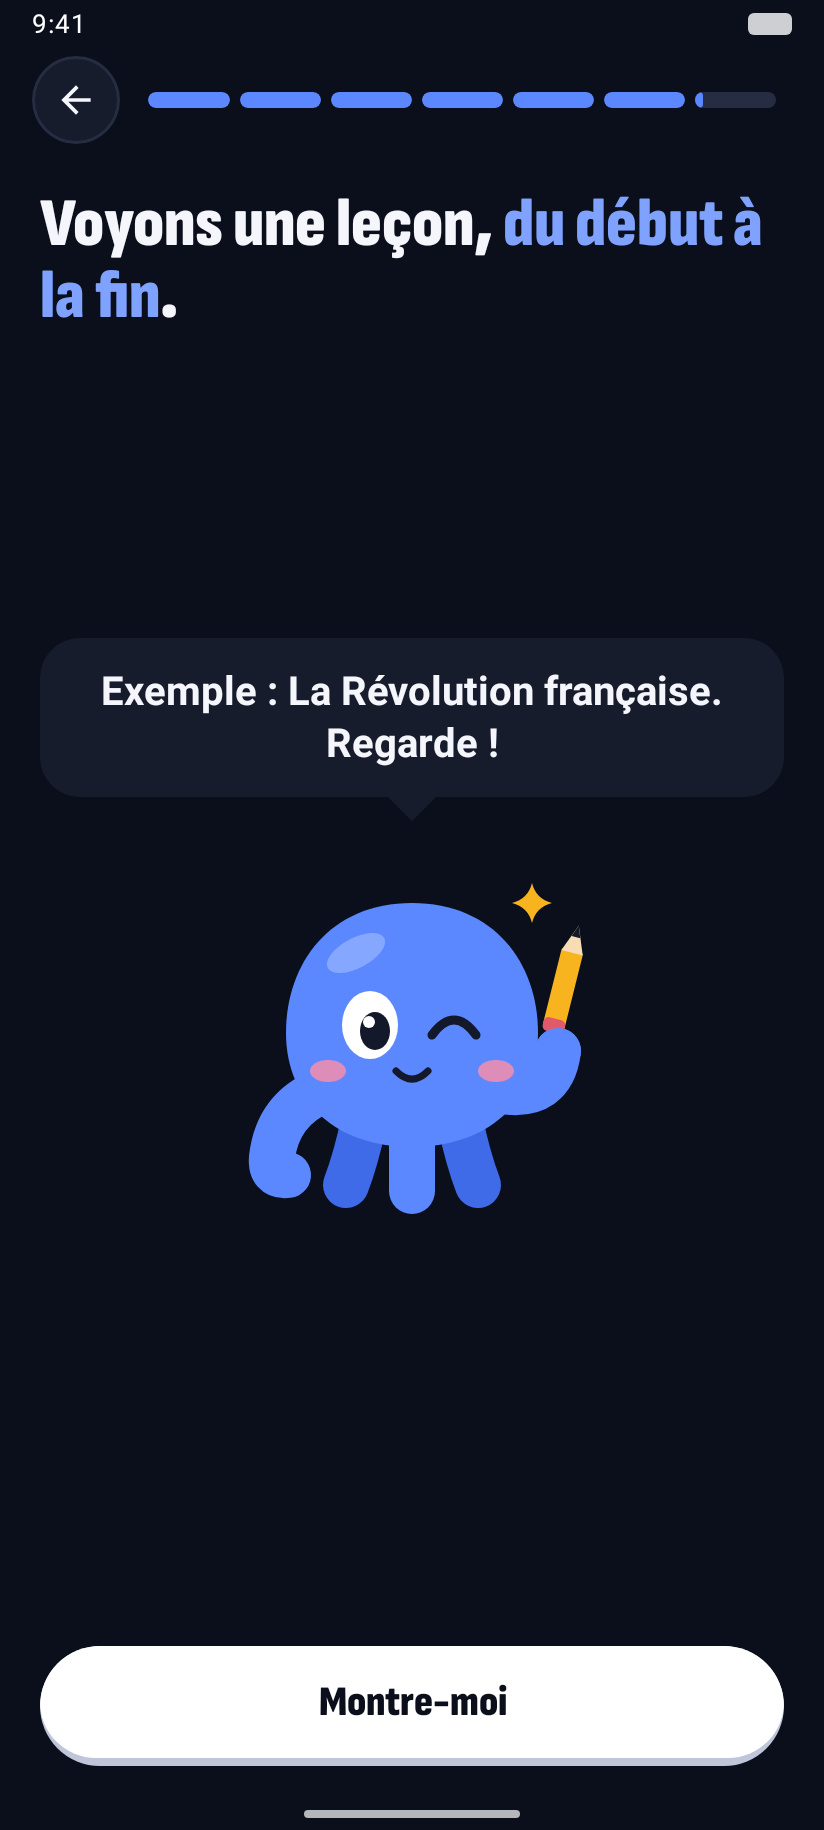 9:41
Voyons une leçon, du début à
la fin.
Exemple : La Révolution française.
Regarde !
Montre-moi